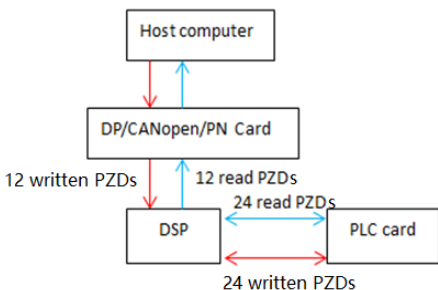 Host computer
DP/CANopen/PN Card
12 written PZDs
12 read PZDs
24 read PZDs
DSP
PLC card
24 written PZDs